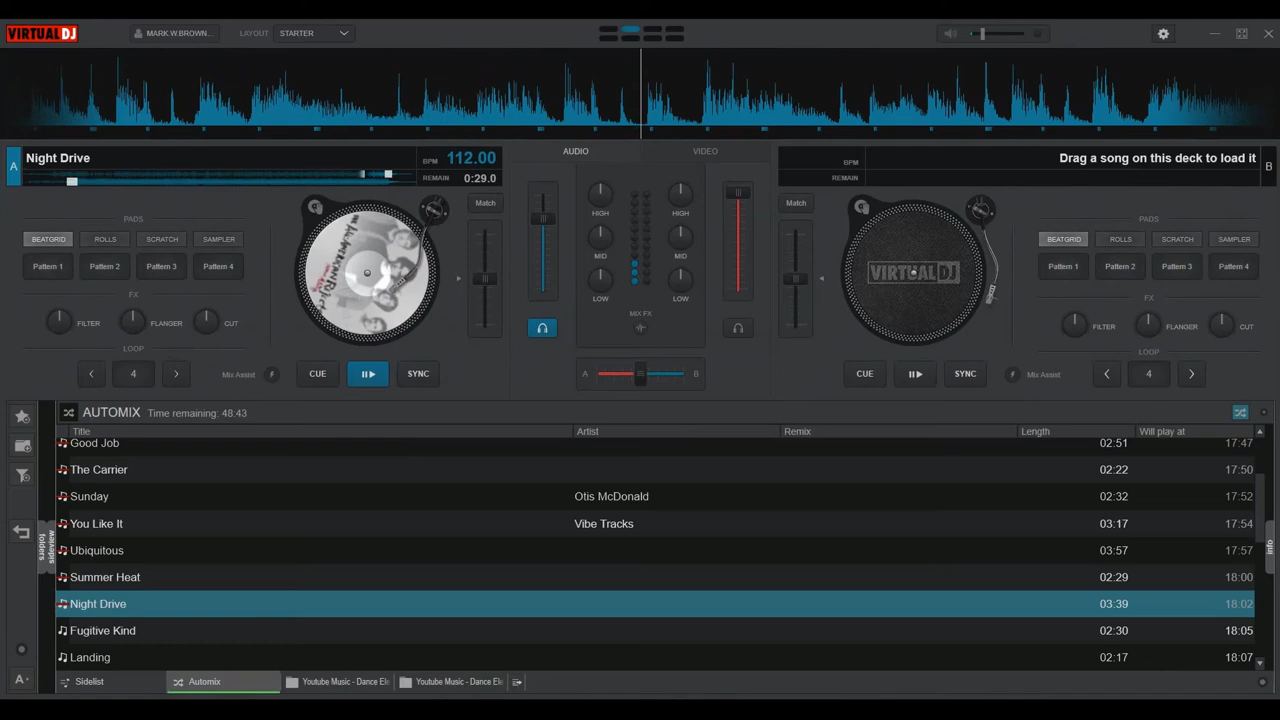 VIRTUAL DJ
MARK.W.BROWN...
LAYOUT
STARTER
A
Night Drive
BPM
112.00
REMAIN
0:29.0
AUDIO
VIDEO
BPM
REMAIN
Drag a song on this deck to load it
B
PADS
BEATGRID
ROLLS
SCRATCH
SAMPLER
Pattern 1
Pattern 2
Pattern 3
Pattern 4
FX
FILTER
FLANGER
CUT
LOOP
4
Mix Assist
Match
CUE
SYNC
HIGH
HIGH
MID
MID
LOW
LOW
MIX FX
A
B
Match
VIRTUAL DJ
CUE
SYNC
PADS
BEATGRID
ROLLS
SCRATCH
SAMPLER
Pattern 1
Pattern 2
Pattern 3
Pattern 4
FX
FILTER
FLANGER
CUT
LOOP
Mix Assist
4
AUTOMIX
Time remaining: 48:43
Title Artist Remix Length Will play at
Good Job 02:51 17:47
The Carrier 02:22 17:50
Sunday Otis McDonald 02:32 17:52
You Like It Vibe Tracks 03:17 17:54
Ubiquitous 03:57 17:57
Summer Heat 02:29 18:00
Night Drive 03:39 18:02
Fugitive Kind 02:30 18:05
Landing 02:17 18:07
folders
sideview
info
A
Sidelist
Automix
Youtube Music - Dance Ele
Youtube Music - Dance Ele